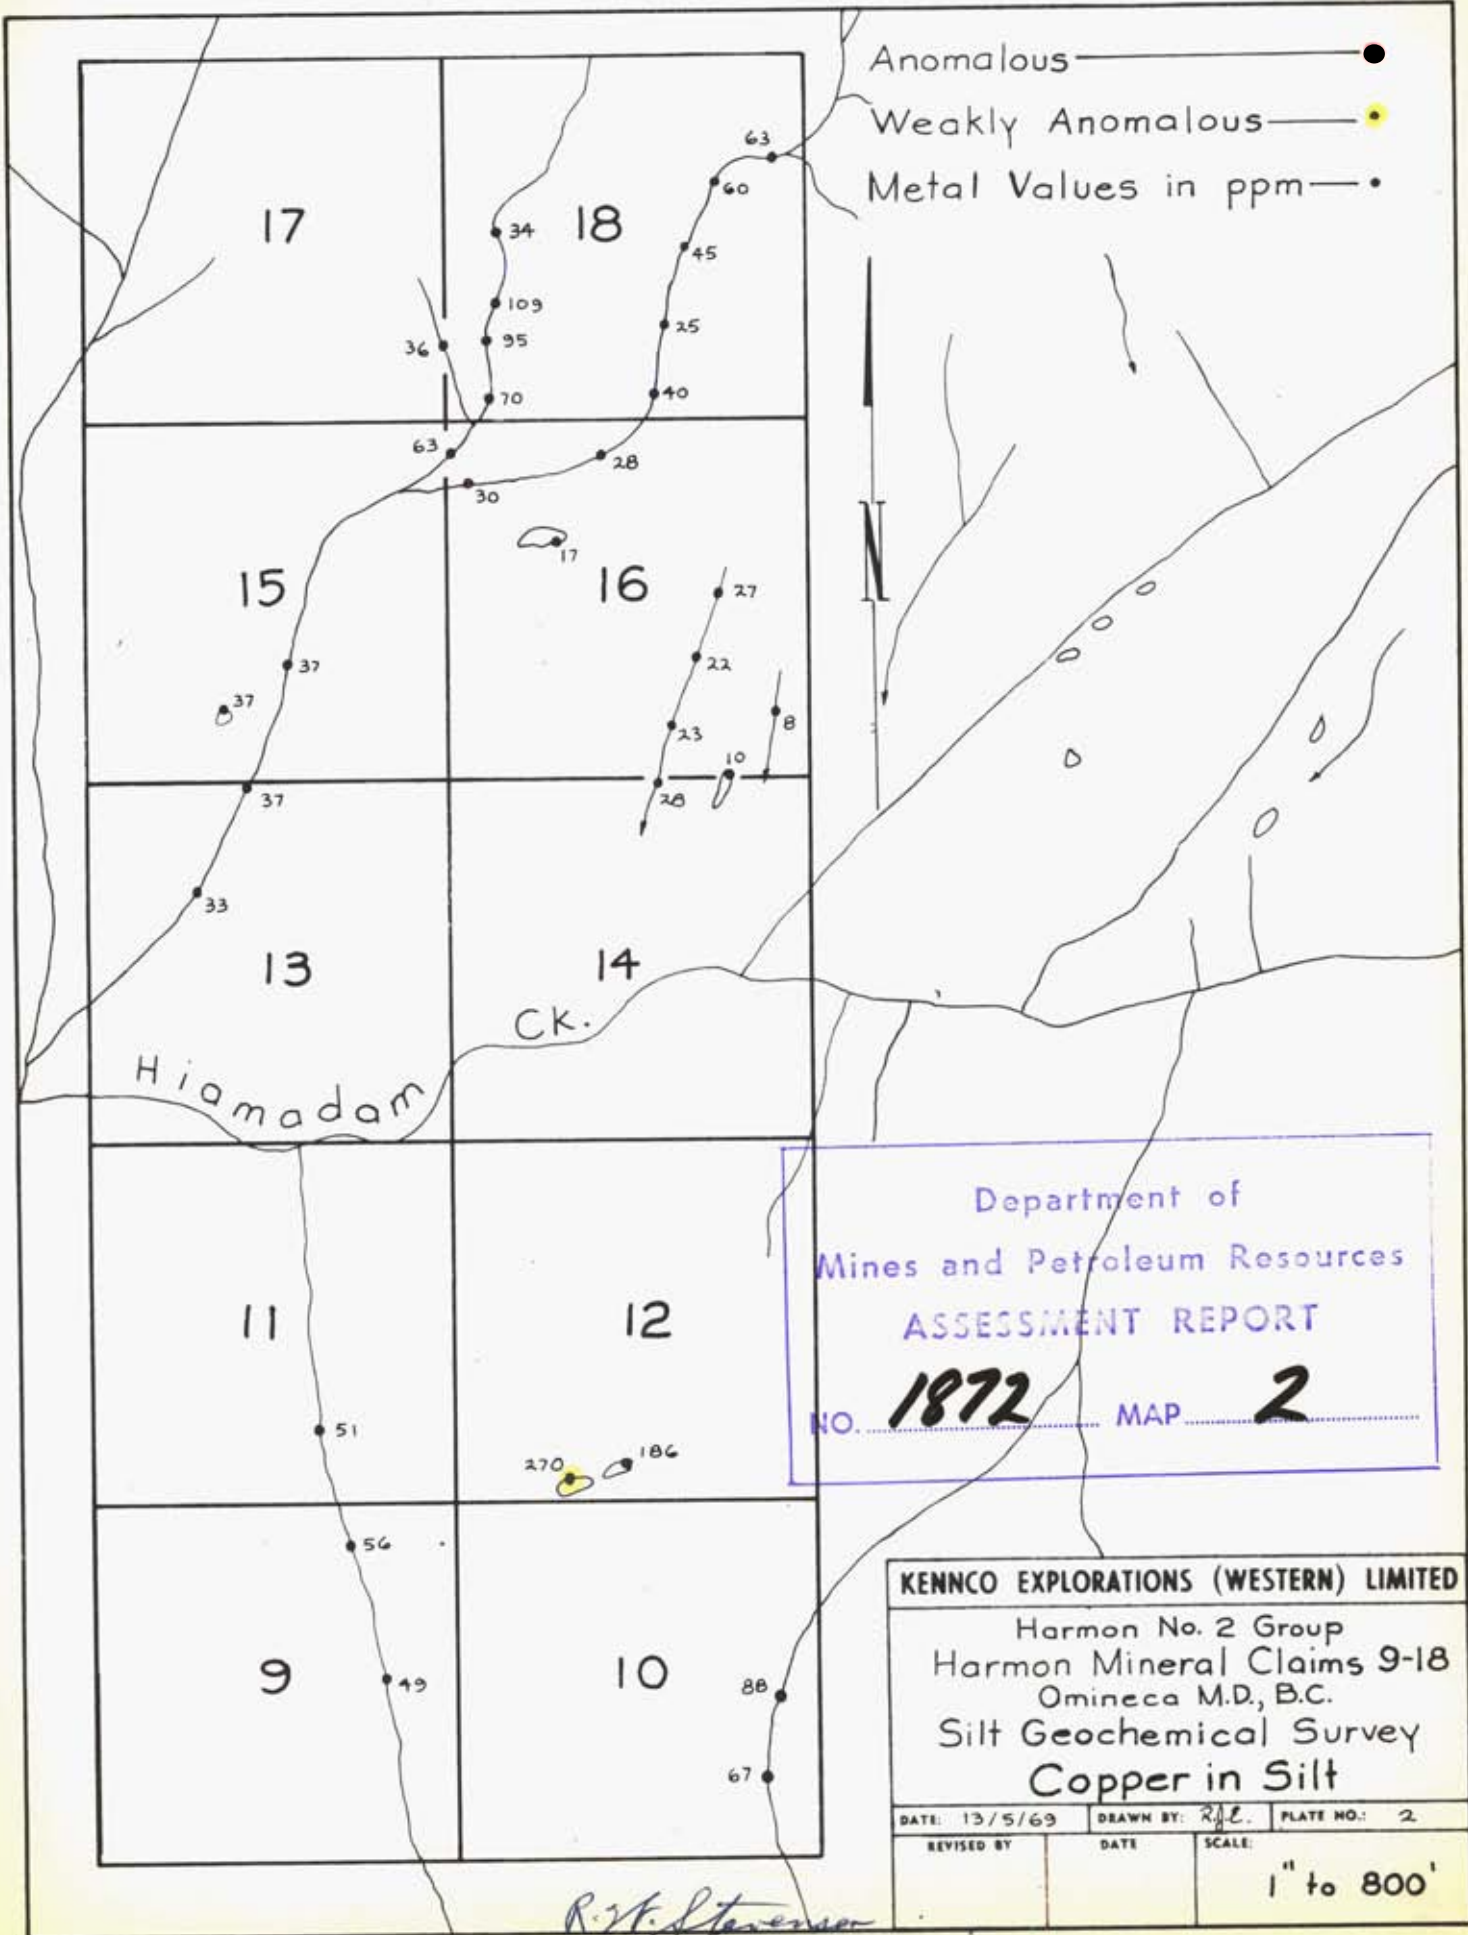 Anomalous
Weakly Anomalous
Metal Values in ppm
63
60
17
34
18
45
109
25
36
95
40
70
63
28
30
17
N
15
16
27
37
22
37
8
23
10
37
28
33
13
14
Ck.
Hiamadam
Department of
Mines and Petroleum Resources
ASSESSMENT REPORT
NO. 1872 MAP 2
11
12
51
270
186
56
9
49
10
88
67
KENNCO EXPLORATIONS (WESTERN) LIMITED
Harmon No. 2 Group
Harmon Mineral Claims 9-18
Omineca M.D., B.C.
Silt Geochemical Survey
Copper in Silt
DATE: 13/5/69 DRAWN BY: PLATE NO.: 2
REVISED BY DATE SCALE:
1" to 800'
R. W. Stevenson